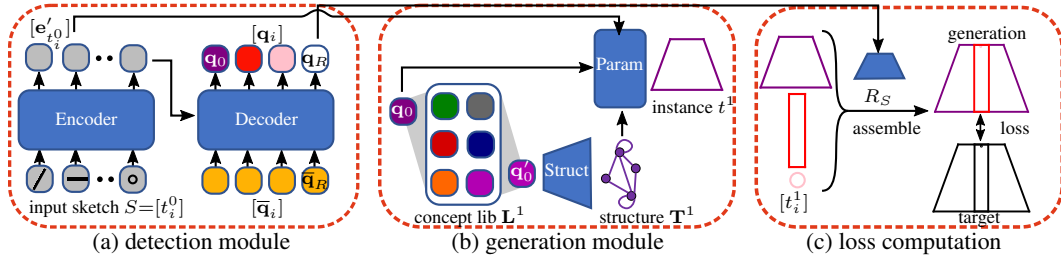 [e′_{t_i^0}]
[q_i]
q_0
q_R
Encoder
Decoder
q̅_R
input sketch S=[t_i^0]
[q̅_i]
(a) detection module
Param
q_0
instance t^1
q′_0
Struct
concept lib L^1
structure T^1
(b) generation module
generation
R_S
assemble
loss
[t_i^1]
target
(c) loss computation